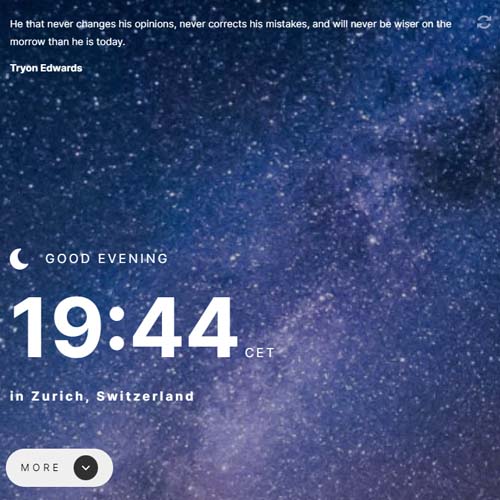 He that never changes his opinions, never corrects his mistakes, and will never be wiser on the
morrow than he is today.
Tryon Edwards
GOOD EVENING
19:44 CET
in Zurich, Switzerland
MORE